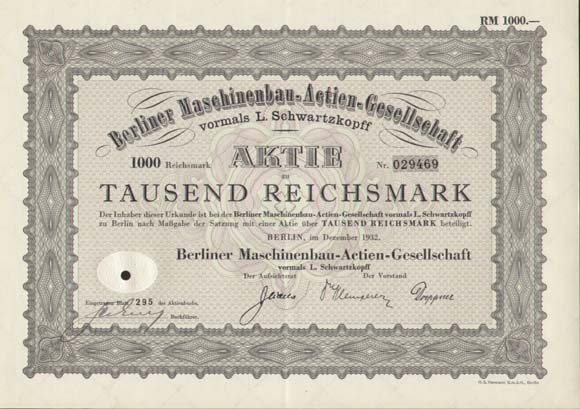 RM 1000.—
Berliner Maschinenbau-Actien-Gesellschaft
vormals L. Schwartzkopff
1000 Reichsmark AKTIE Nr. 029469
zu
TAUSEND REICHSMARK
Der Inhaber dieser Urkunde ist bei der Berliner Maschinenbau-Actien-Gesellschaft vormals L. Schwartzkopff
zu Berlin nach Maßgabe der Satzung mit einer Aktie über TAUSEND REICHSMARK beteiligt.
BERLIN, im Dezember 1932.
Berliner Maschinenbau-Actien-Gesellschaft
vormals L. Schwartzkopff
Der Aufsichtsrat Der Vorstand
Eingetragen Blatt 295 des Aktienbuchs.
Buchführer.